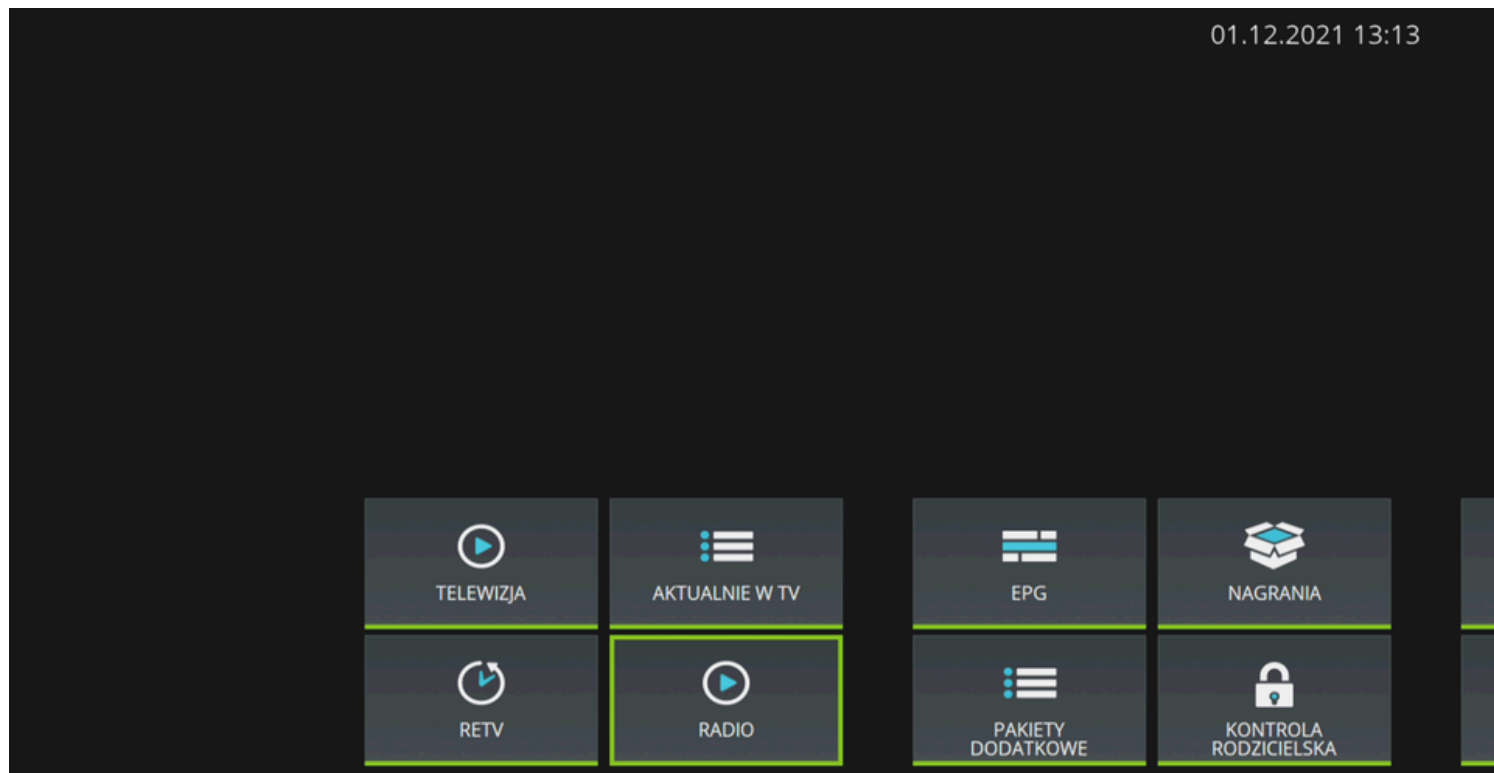 01.12.2021 13:13
TELEWIZJA
AKTUALNIE W TV
EPG
NAGRANIA
RETV
RADIO
PAKIETY
DODATKOWE
KONTROLA
RODZICIELSKA